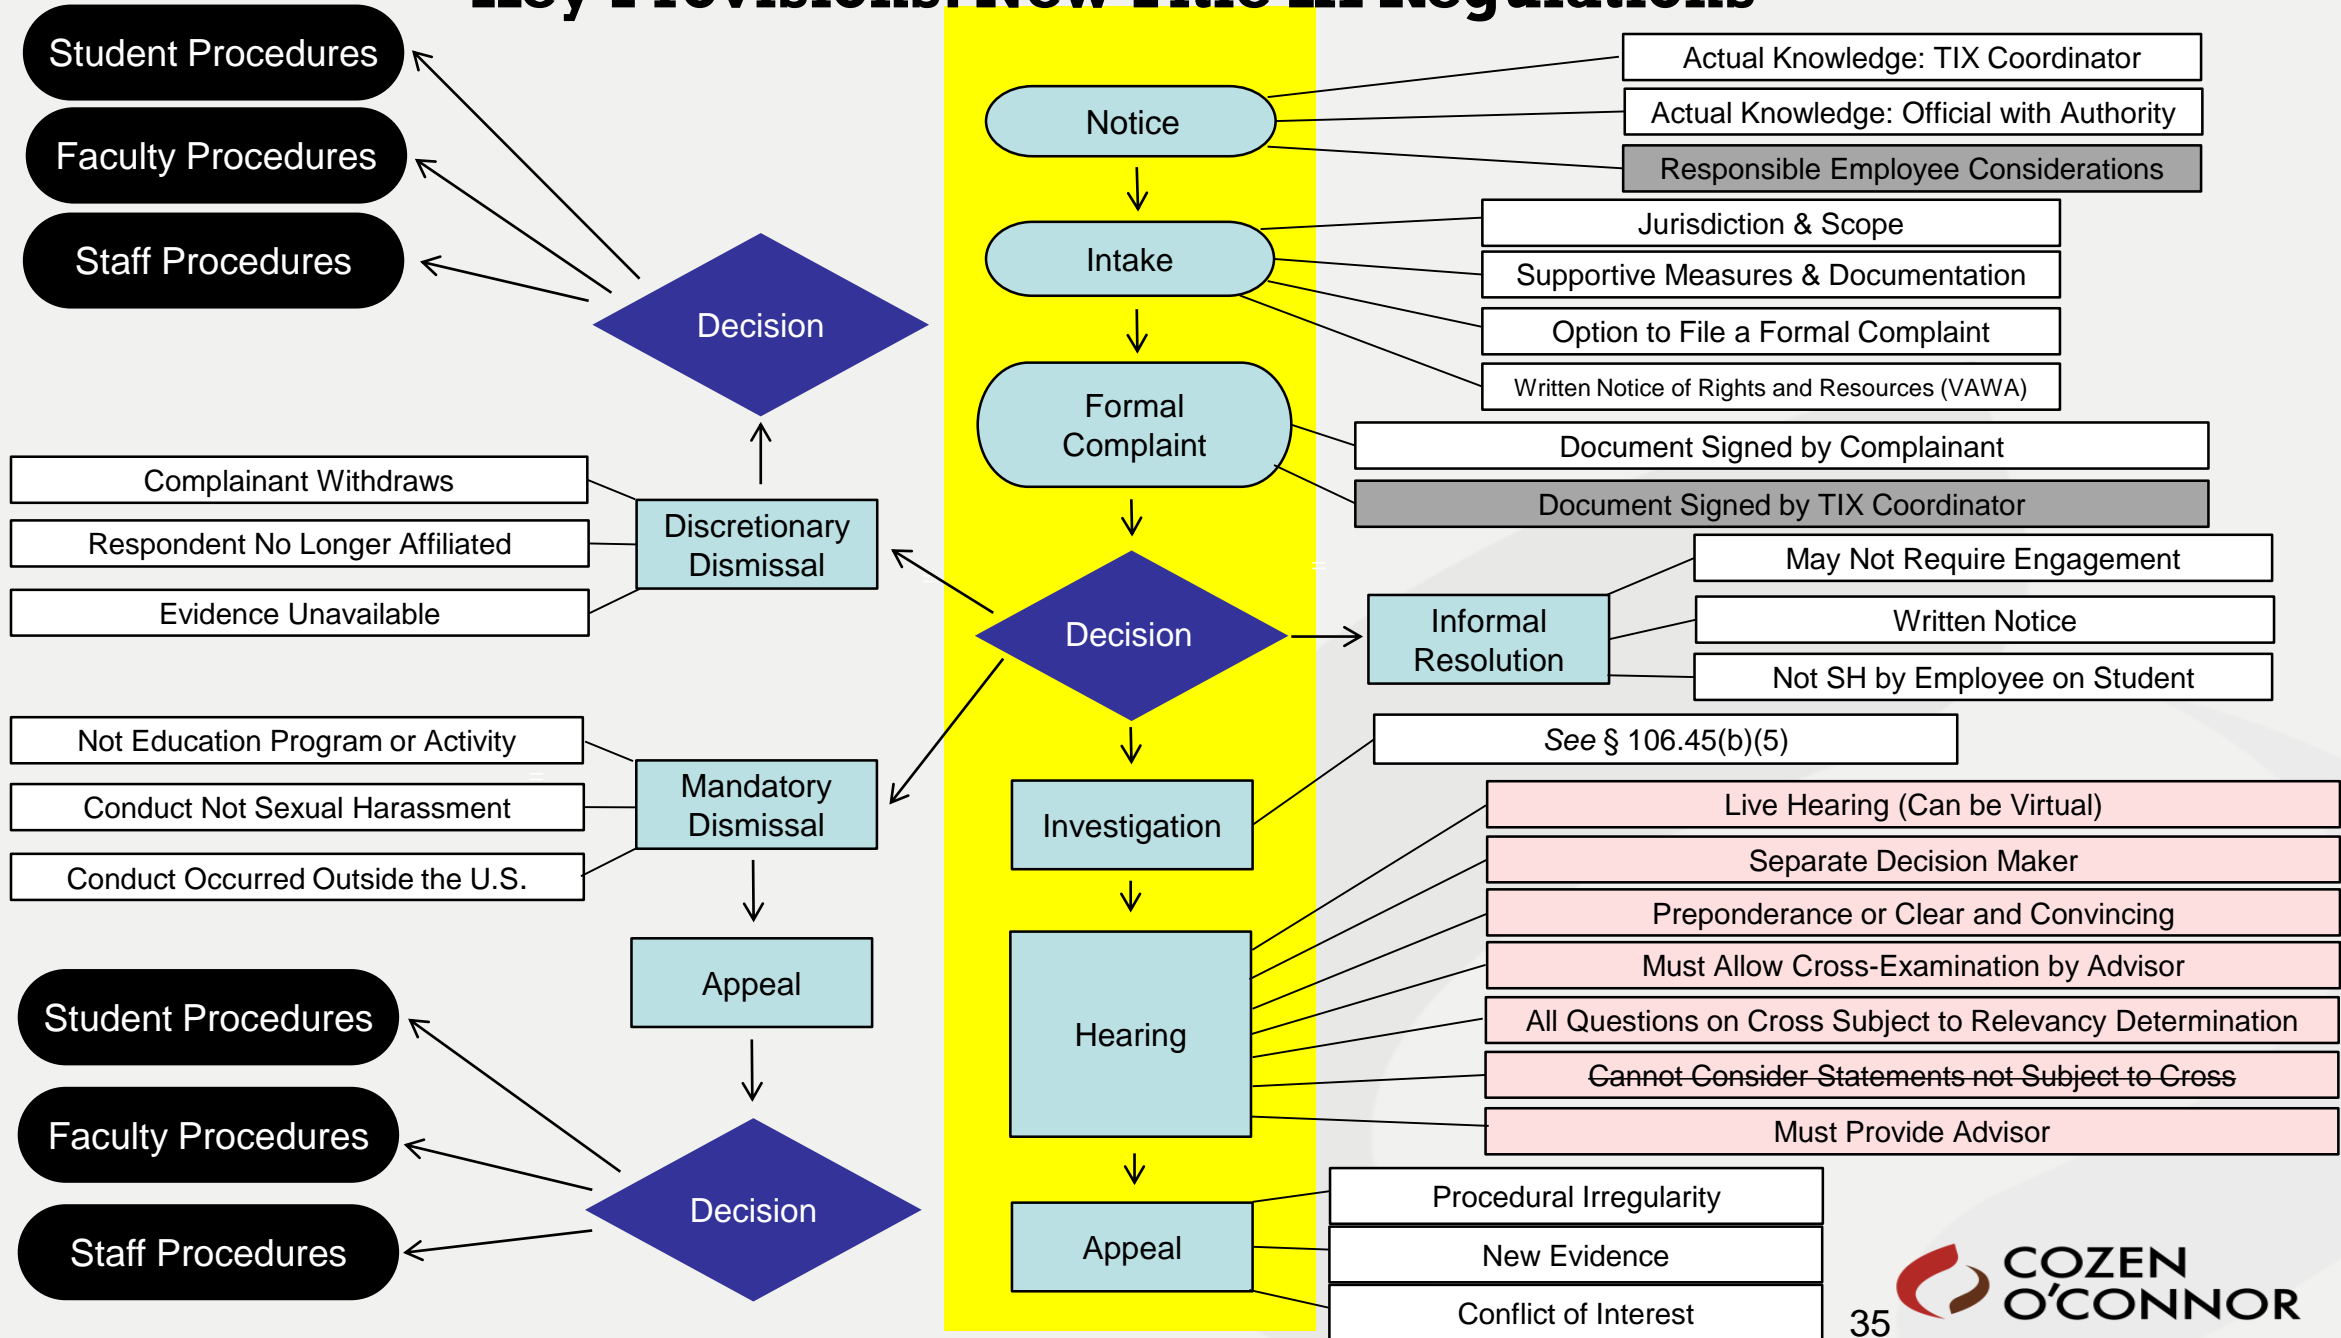 Key Provisions: New Title IX Regulations
Student Procedures
Faculty Procedures
Staff Procedures
Decision
Notice
Actual Knowledge: TIX Coordinator
Actual Knowledge: Official with Authority
Responsible Employee Considerations
Intake
Jurisdiction & Scope
Supportive Measures & Documentation
Option to File a Formal Complaint
Written Notice of Rights and Resources (VAWA)
Formal
Complaint
Document Signed by Complainant
Document Signed by TIX Coordinator
Complainant Withdraws
Respondent No Longer Affiliated
Evidence Unavailable
Discretionary
Dismissal
Decision
Informal
Resolution
May Not Require Engagement
Written Notice
Not SH by Employee on Student
Not Education Program or Activity
Conduct Not Sexual Harassment
Conduct Occurred Outside the U.S.
Mandatory
Dismissal
Investigation
See § 106.45(b)(5)
Appeal
Hearing
Live Hearing (Can be Virtual)
Separate Decision Maker
Preponderance or Clear and Convincing
Must Allow Cross-Examination by Advisor
All Questions on Cross Subject to Relevancy Determination
Cannot Consider Statements not Subject to Cross
Must Provide Advisor
Student Procedures
Faculty Procedures
Staff Procedures
Decision
Appeal
Procedural Irregularity
New Evidence
Conflict of Interest
35
COZEN
O'CONNOR